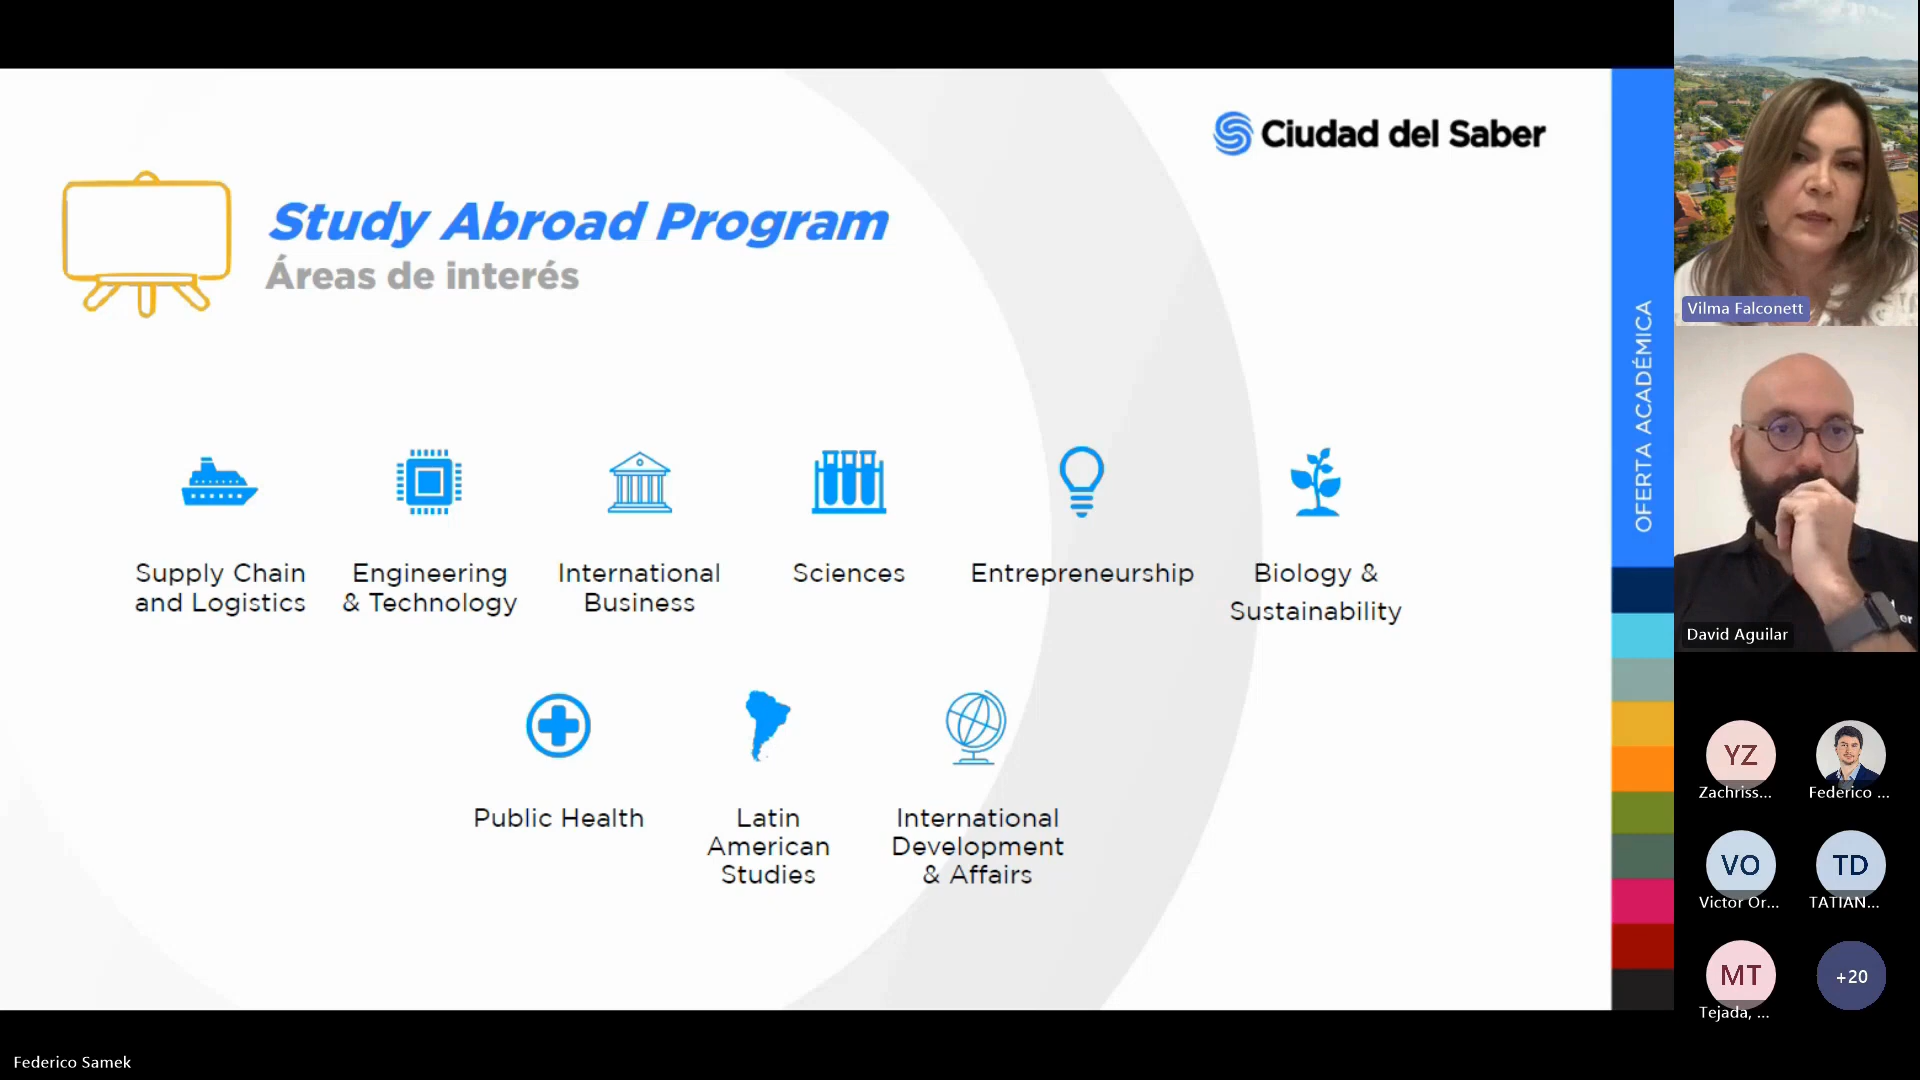 Ciudad del Saber
Study Abroad Program
Áreas de interés
Supply Chain
and Logistics
Engineering
& Technology
International
Business
Sciences
Entrepreneurship
Biology &
Sustainability
Public Health
Latin
American
Studies
International
Development
& Affairs
OFERTA ACADÉMICA
Vilma Falconett
er
David Aguilar
YZ
Zachriss...
Federico ...
VO
Victor Or...
TD
TATIAN...
MT
Tejada, ...
+20
Federico Samek